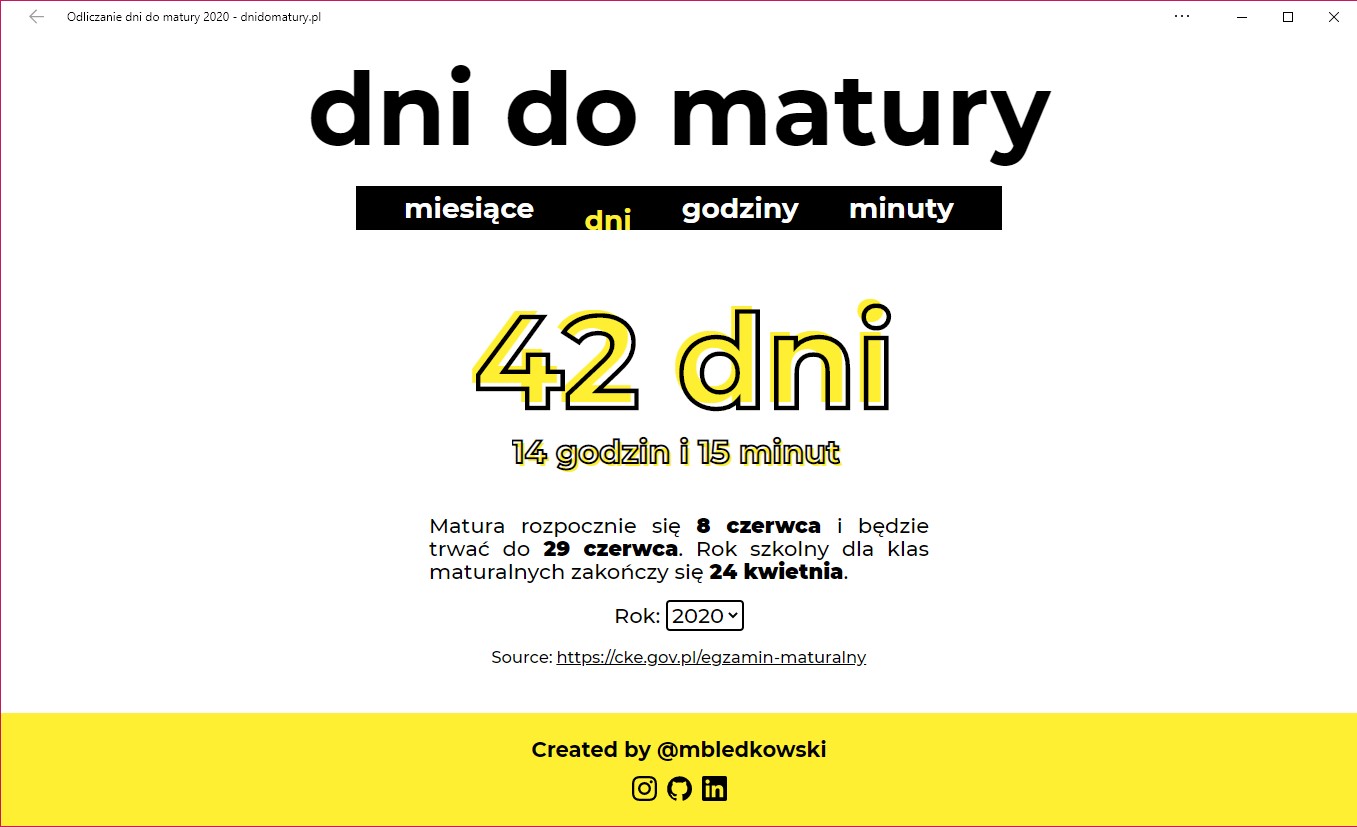 Odliczanie dni do matury 2020 - dnidomatury.pl
dni do matury
miesiące dni godziny minuty
42 dni
14 godzin i 15 minut
Matura rozpocznie się 8 czerwca i będzie
trwać do 29 czerwca. Rok szkolny dla klas
maturalnych zakończy się 24 kwietnia.
Rok: 2020
Source: https://cke.gov.pl/egzamin-maturalny
Created by @mbledkowski